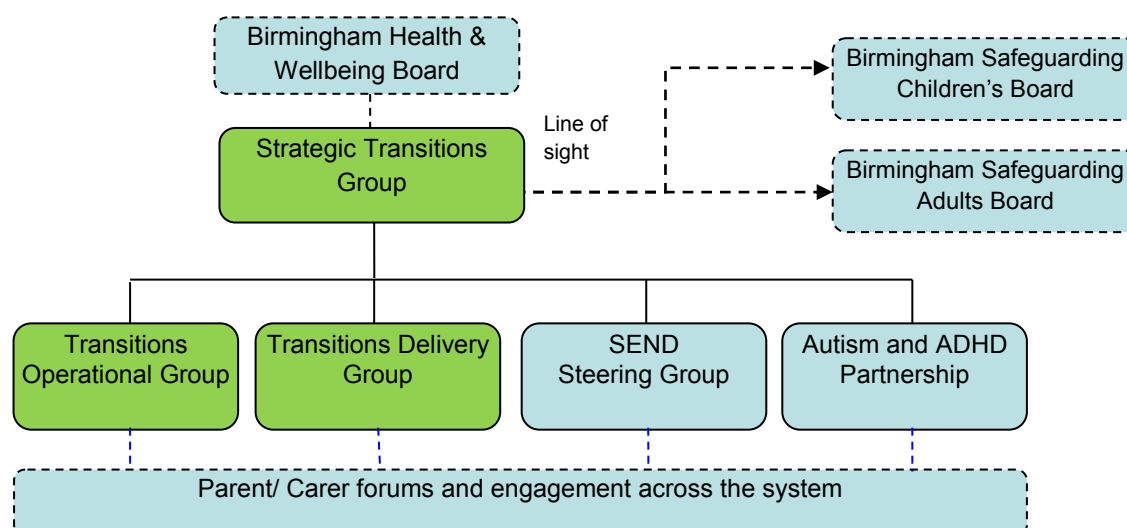 Birmingham Health &
Wellbeing Board
Birmingham Safeguarding
Children’s Board
Line of
sight
Strategic Transitions
Group
Birmingham Safeguarding
Adults Board
Transitions
Operational Group
Transitions Delivery
Group
SEND
Steering Group
Autism and ADHD
Partnership
Parent/ Carer forums and engagement across the system